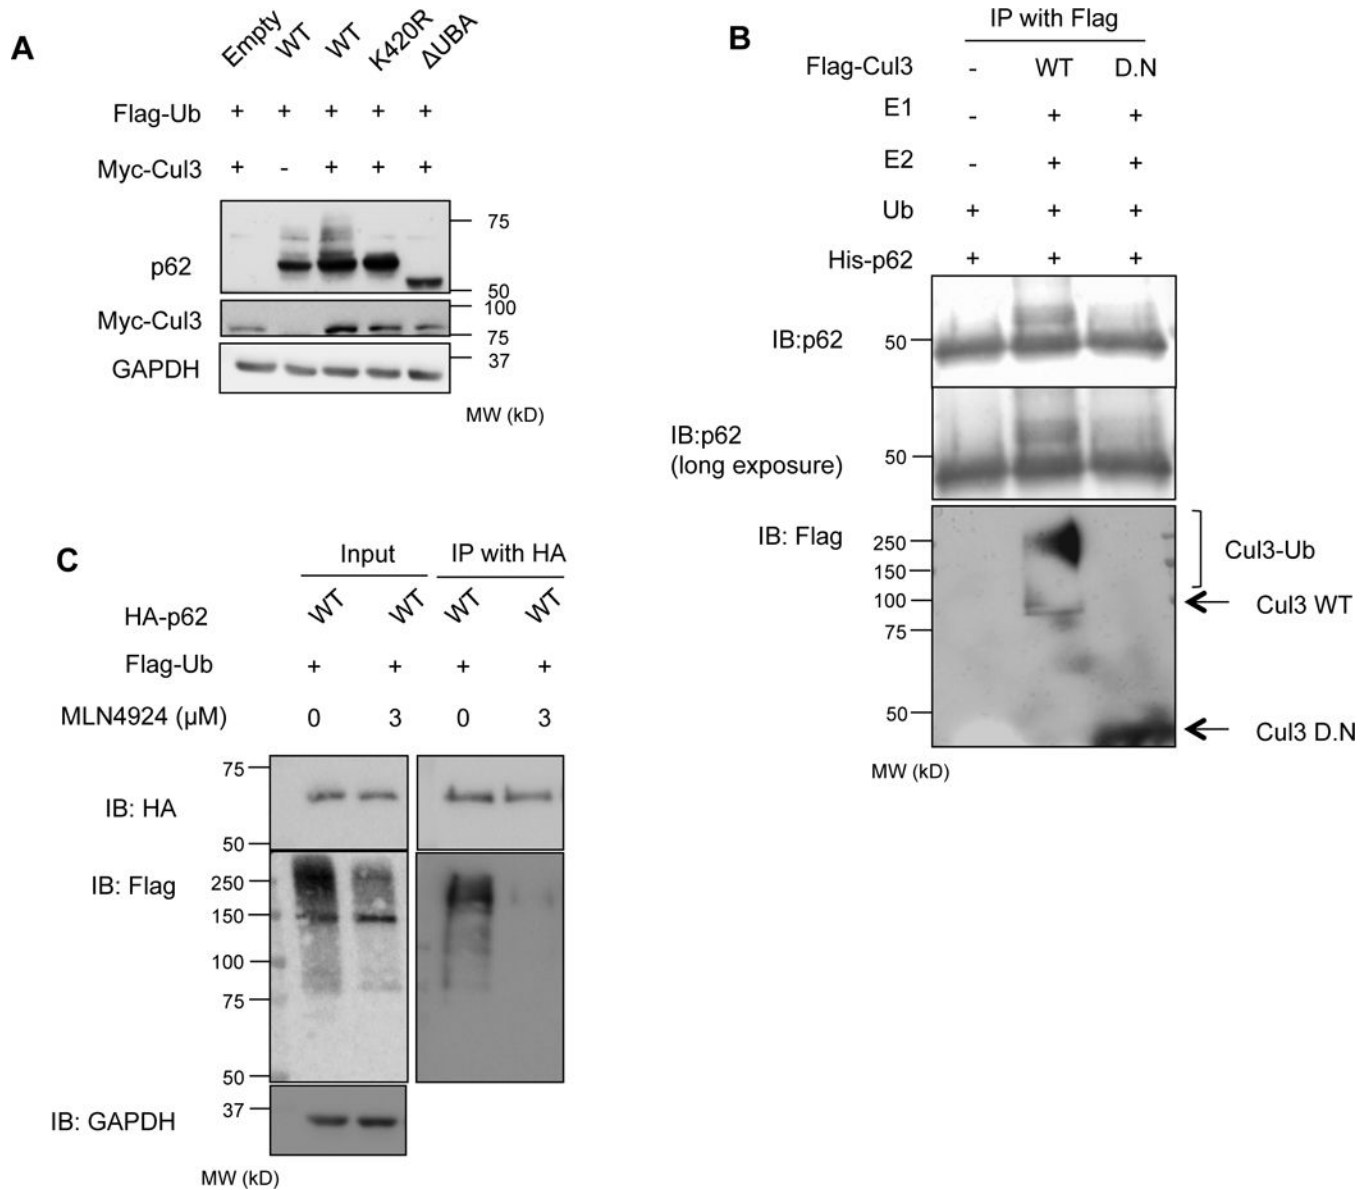 A
Empty WT WT K420R ΔUBA
Flag-Ub + + + + +
Myc-Cul3 + - + + +
p62
75
50
Myc-Cul3
100
75
GAPDH
37
MW (kD)
B
IP with Flag
Flag-Cul3 - WT D.N
E1 - + +
E2 - + +
Ub + + +
His-p62 + + +
IB:p62
50
IB:p62
(long exposure)
50
IB: Flag
250
150
100
75
50
Cul3-Ub
Cul3 WT
Cul3 D.N
MW (kD)
C
Input IP with HA
HA-p62 WT WT WT WT
Flag-Ub + + + +
MLN4924 (μM) 0 3 0 3
IB: HA
75
50
IB: Flag
250
150
100
75
50
IB: GAPDH
37
MW (kD)